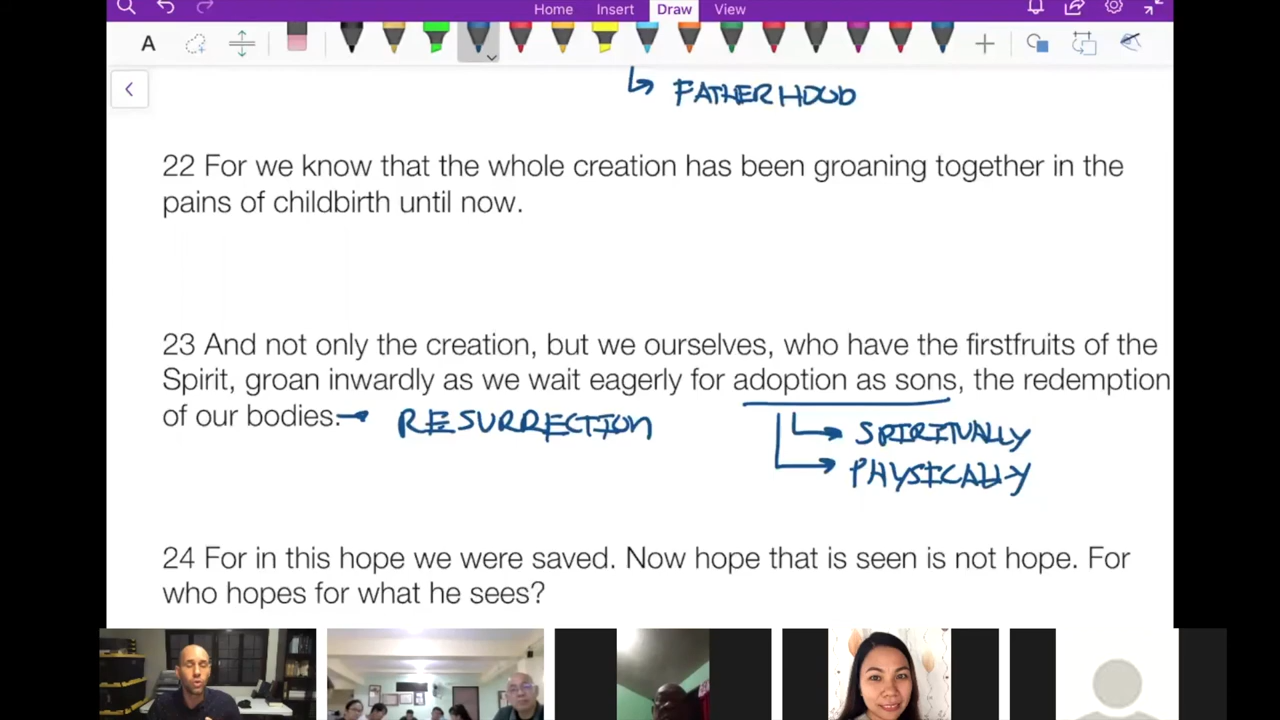 Home Insert Draw View
A
FATHERHOOD
22 For we know that the whole creation has been groaning together in the
pains of childbirth until now.
23 And not only the creation, but we ourselves, who have the firstfruits of the
Spirit, groan inwardly as we wait eagerly for adoption as sons, the redemption
of our bodies.
RESURRECTION
SPIRITUALLY
PHYSICALLY
24 For in this hope we were saved. Now hope that is seen is not hope. For
who hopes for what he sees?